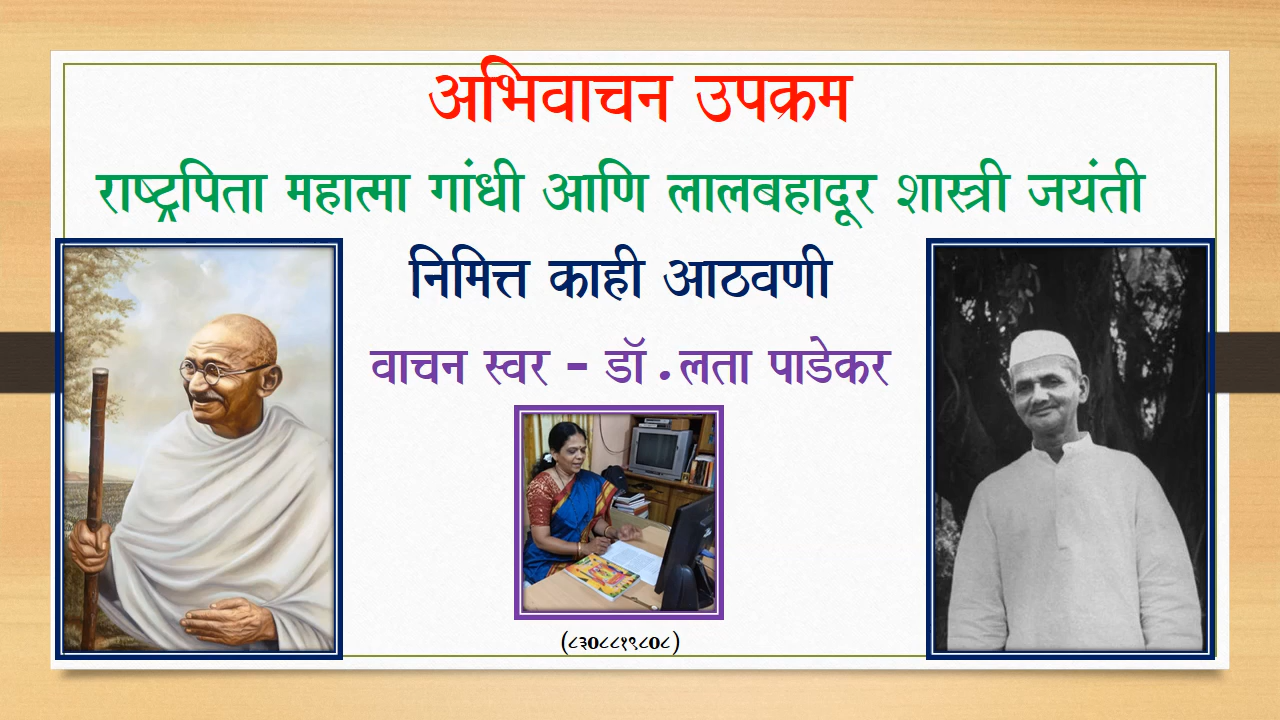 अभिवाचन उपक्रम
राष्ट्रपिता महात्मा गांधी आणि लालबहादूर शास्त्री जयंती
निमित्त काही आठवणी
वाचन स्वर - डॉ.लता पाडेकर
(८३०८८१९८०८)